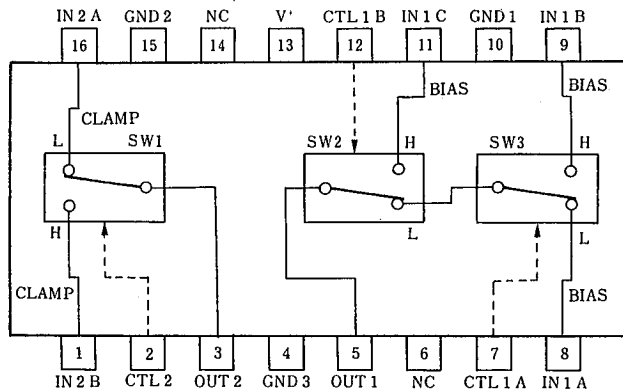 IN 2 A GND 2 NC V+ CTL 1 B IN 1 C GND 1 IN 1 B
16 15 14 13 12 11 10 9
BIAS BIAS
CLAMP
L SW1 SW2 H SW3 H
H L L
CLAMP BIAS
1 2 3 4 5 6 7 8
IN 2 B CTL 2 OUT 2 GND 3 OUT 1 NC CTL 1 A IN 1 A